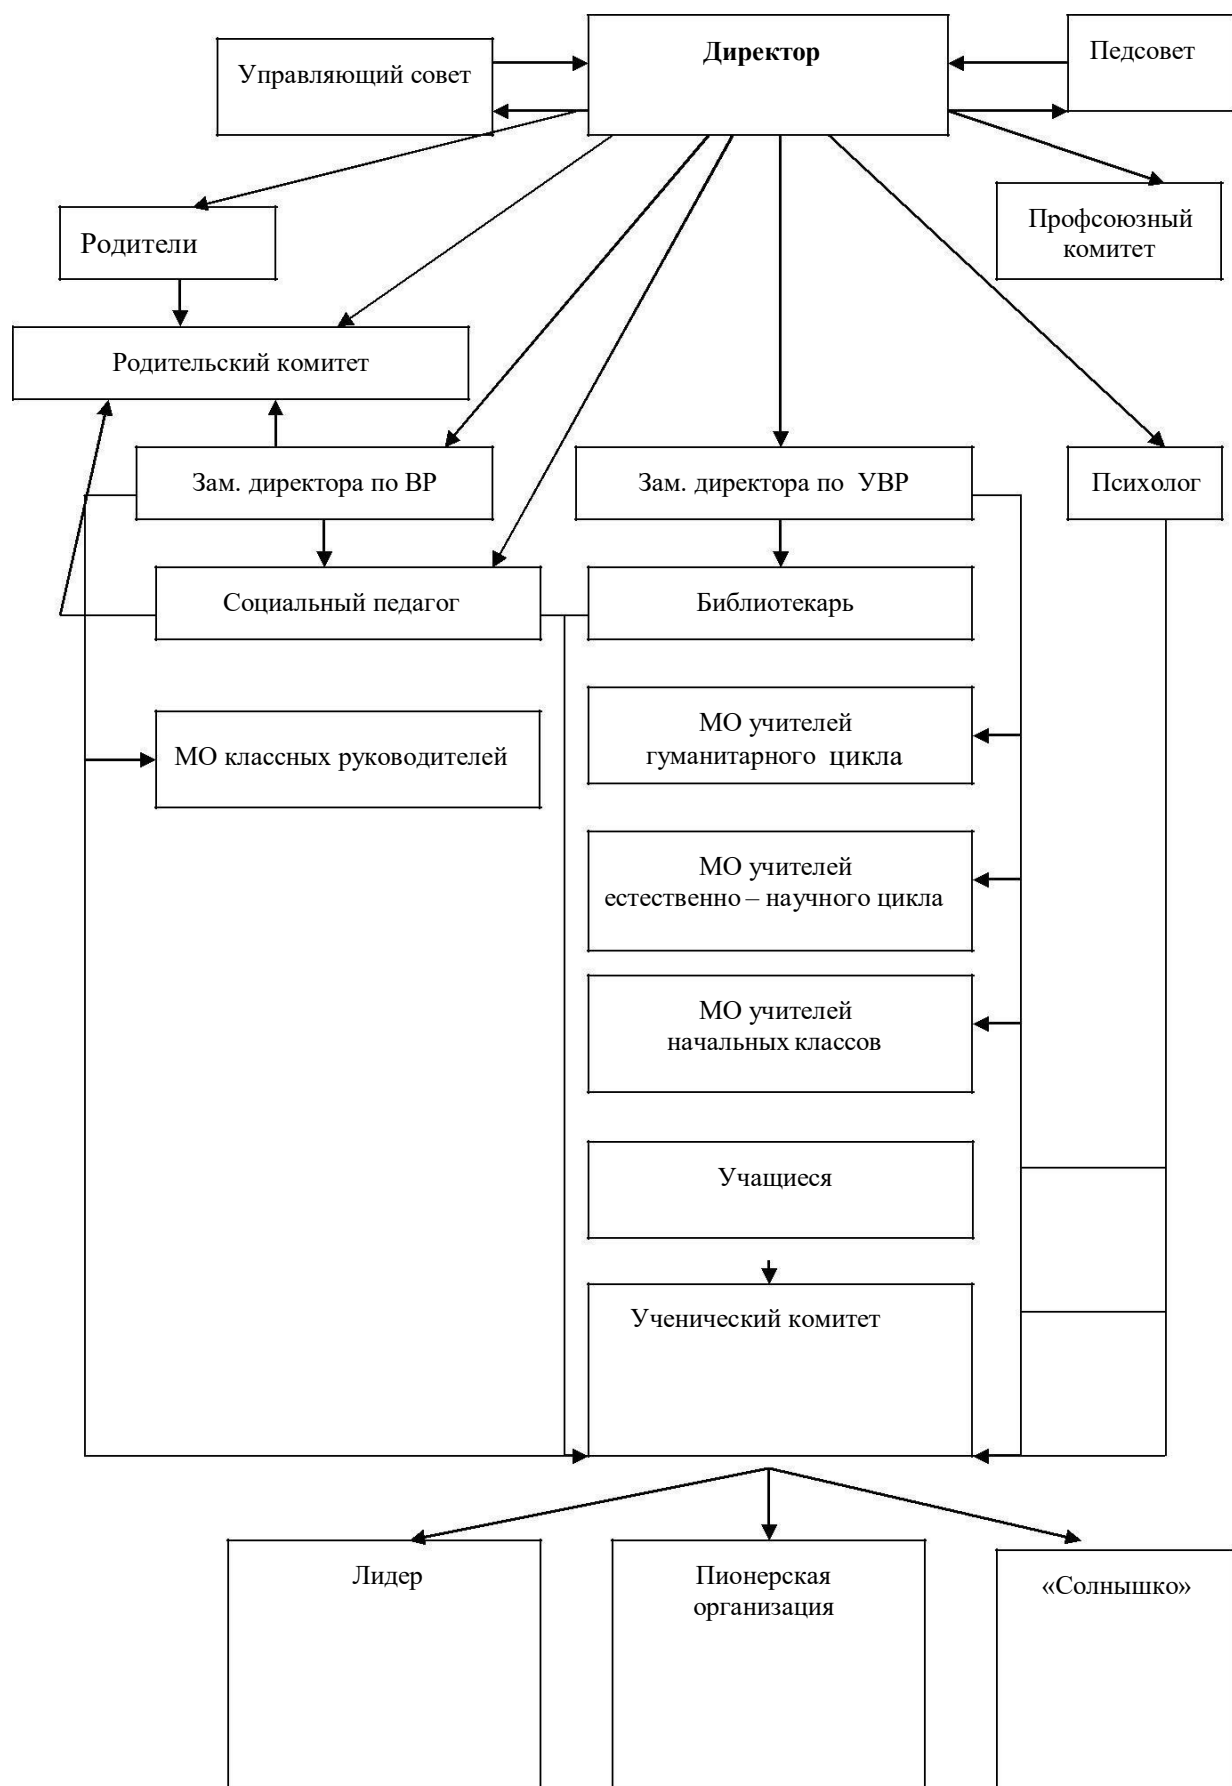 Директор
Управляющий совет
Педсовет
Родители
Профсоюзный
комитет
Родительский комитет
Зам. директора по ВР
Зам. директора по УВР
Психолог
Социальный педагог
Библиотекарь
МО классных руководителей
МО учителей
гуманитарного цикла
МО учителей
естественно – научного цикла
МО учителей
начальных классов
Учащиеся
Ученический комитет
Лидер
Пионерская
организация
«Солнышко»